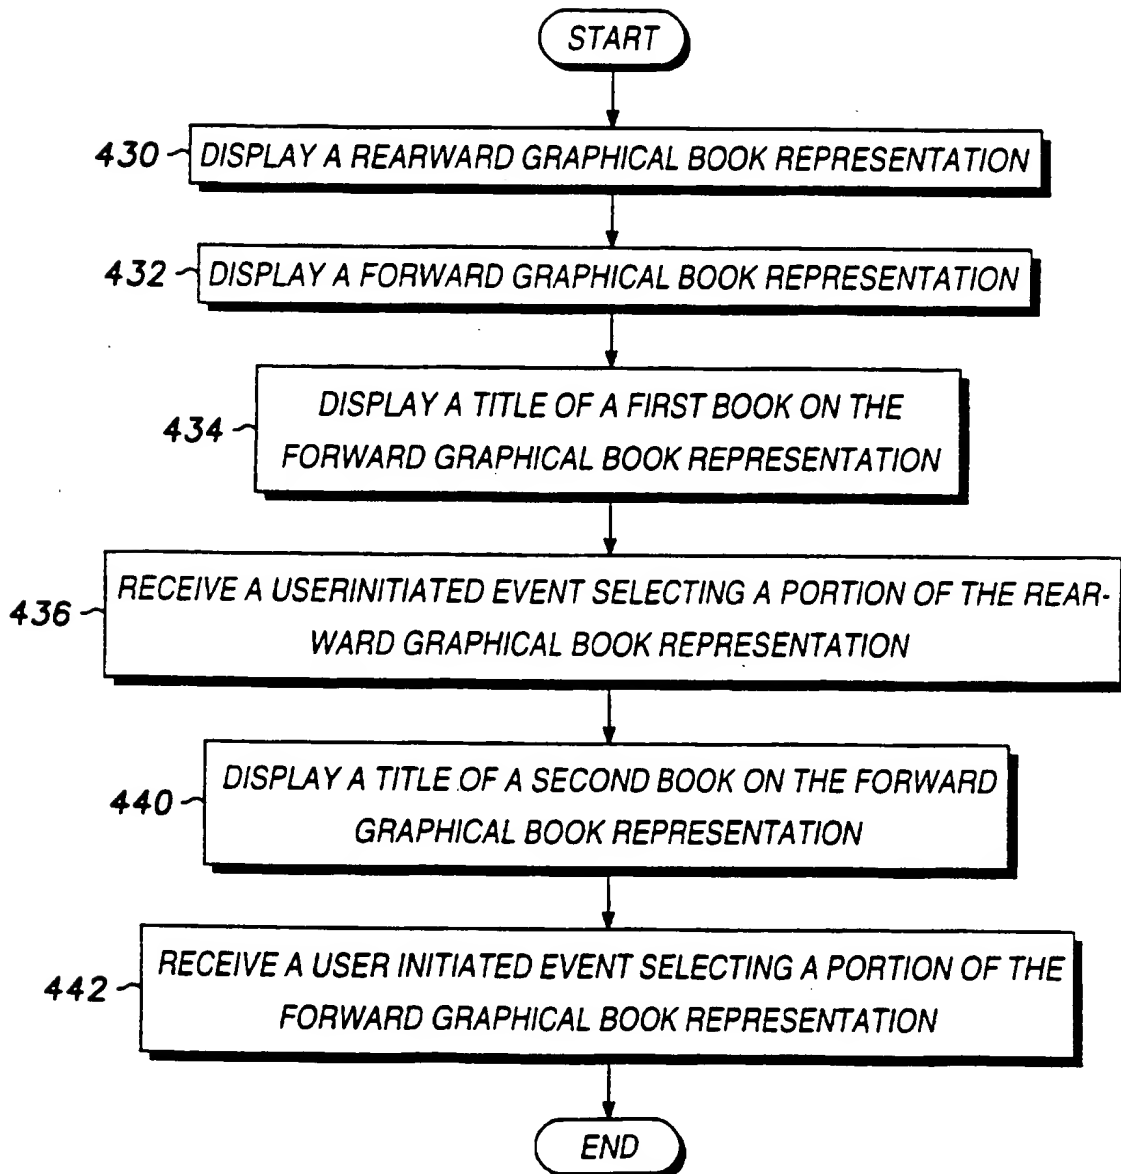 START
430 DISPLAY A REARWARD GRAPHICAL BOOK REPRESENTATION
432 DISPLAY A FORWARD GRAPHICAL BOOK REPRESENTATION
434 DISPLAY A TITLE OF A FIRST BOOK ON THE
FORWARD GRAPHICAL BOOK REPRESENTATION
436 RECEIVE A USERINITIATED EVENT SELECTING A PORTION OF THE REAR-
WARD GRAPHICAL BOOK REPRESENTATION
440 DISPLAY A TITLE OF A SECOND BOOK ON THE FORWARD
GRAPHICAL BOOK REPRESENTATION
442 RECEIVE A USER INITIATED EVENT SELECTING A PORTION OF THE
FORWARD GRAPHICAL BOOK REPRESENTATION
END